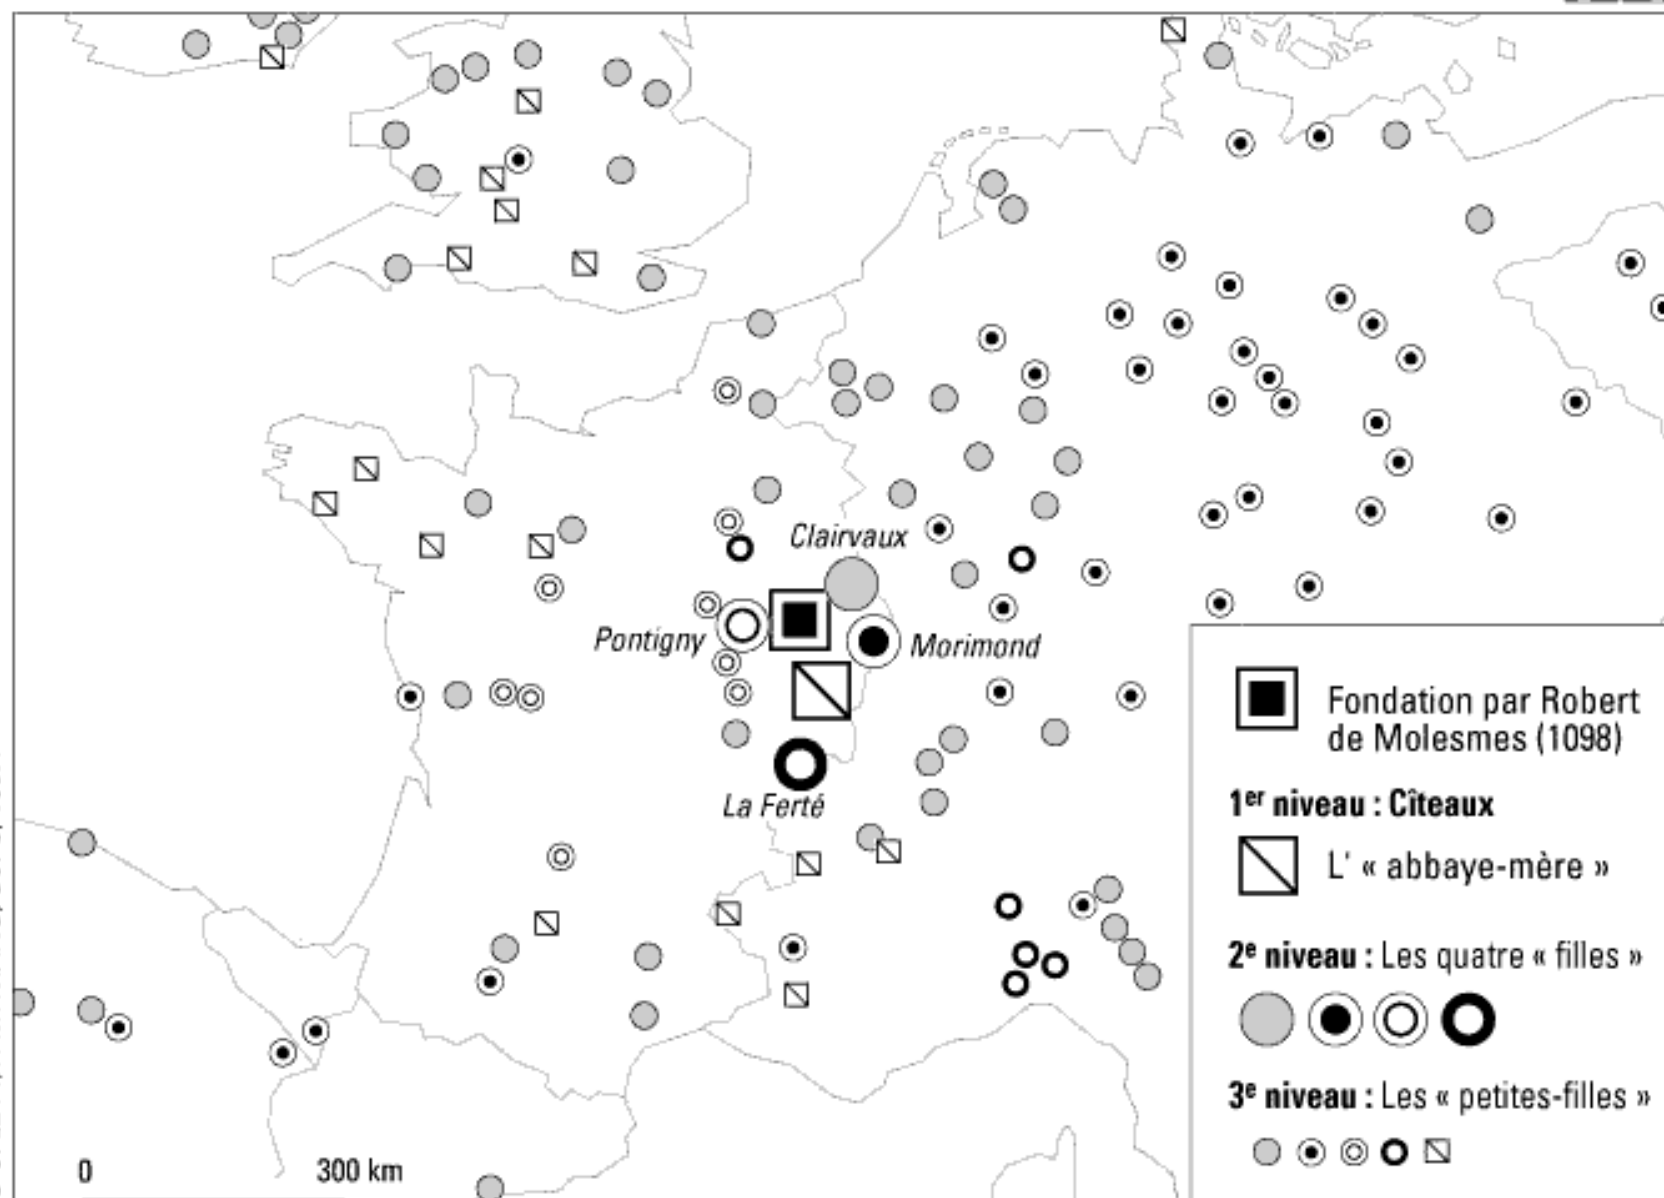 Clairvaux
Pontigny
Morimond
La Ferté
0 300 km
Fondation par Robert
de Molesmes (1098)
1er niveau : Cîteaux
L' « abbaye-mère »
2e niveau : Les quatre « filles »
3e niveau : Les « petites-filles »